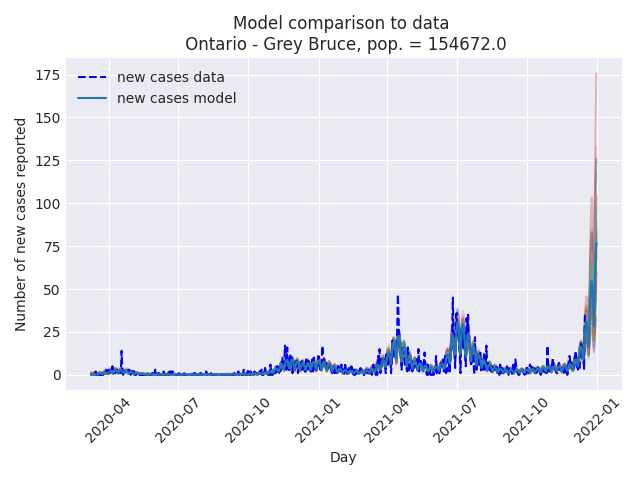 Model comparison to data
Ontario - Grey Bruce, pop. = 154672.0
new cases data
new cases model
Number of new cases reported
175
150
125
100
75
50
25
0
2020-04
2020-07
2020-10
2021-01
2021-04
2021-07
2021-10
2022-01
Day